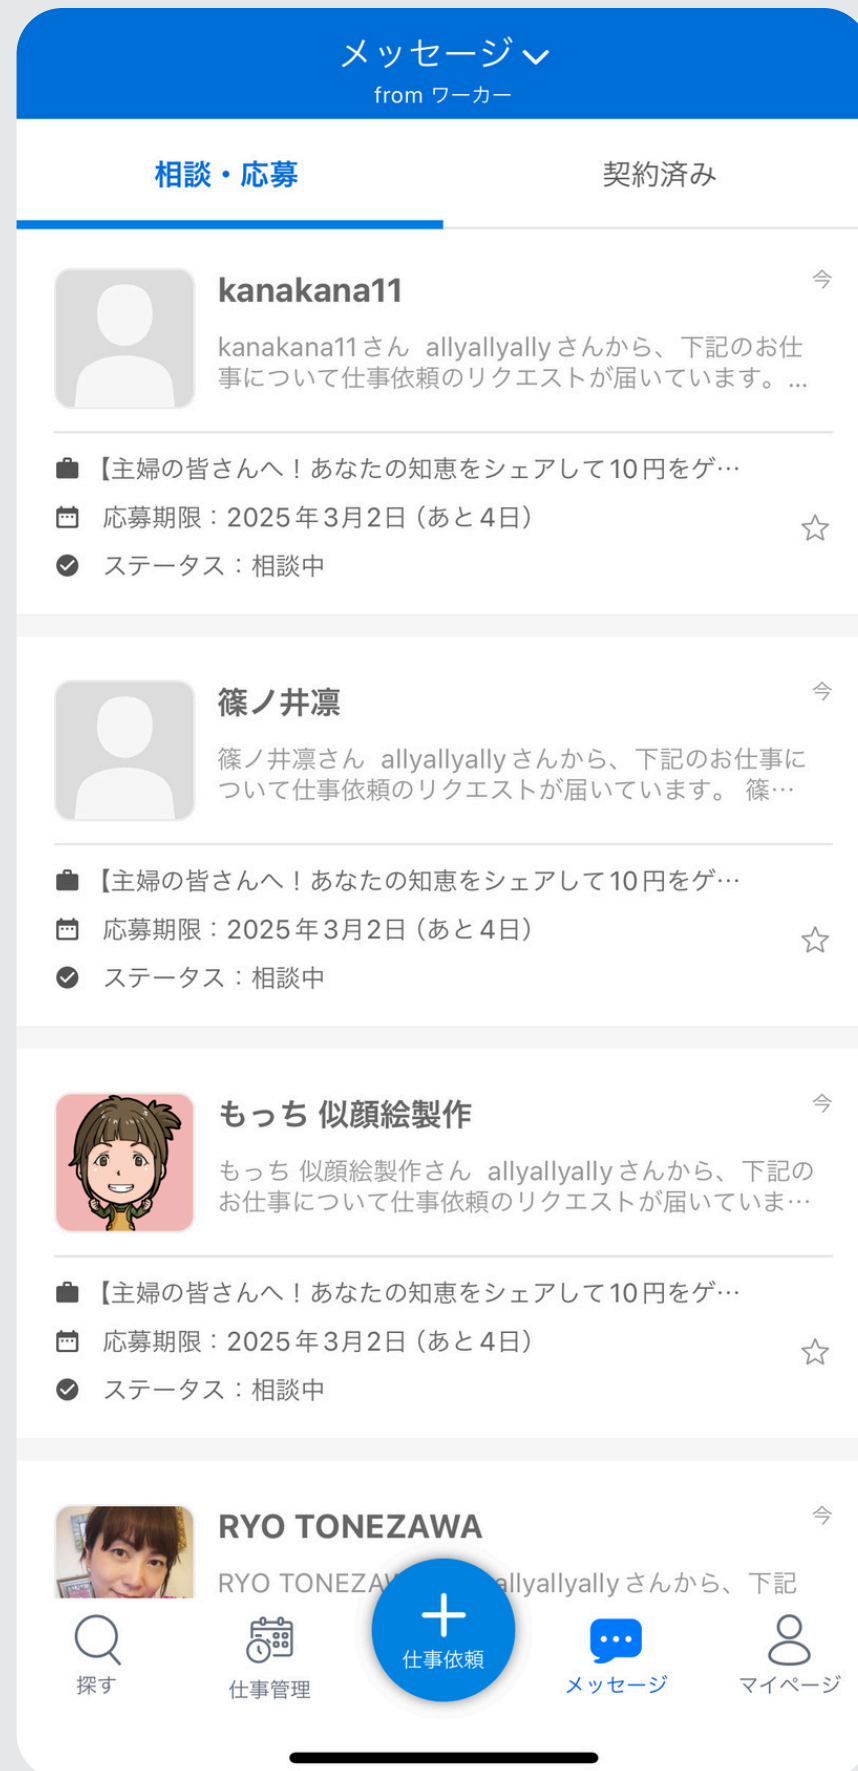 メッセージ
from ワーカー
相談・応募
契約済み
kanakana11
今
kanakana11さん allyallyallyさんから、下記のお仕
事について仕事依頼のリクエストが届いています。...
【主婦の皆さんへ！あなたの知恵をシェアして10円をゲ…
応募期限：2025年3月2日（あと4日）
ステータス：相談中
篠ノ井凛
今
篠ノ井凛さん allyallyallyさんから、下記のお仕事に
ついて仕事依頼のリクエストが届いています。 篠…
【主婦の皆さんへ！あなたの知恵をシェアして10円をゲ…
応募期限：2025年3月2日（あと4日）
ステータス：相談中
もっち 似顔絵製作
今
もっち 似顔絵製作さん allyallyallyさんから、下記の
お仕事について仕事依頼のリクエストが届いていま…
【主婦の皆さんへ！あなたの知恵をシェアして10円をゲ…
応募期限：2025年3月2日（あと4日）
ステータス：相談中
RYO TONEZAWA
今
RYO TONEZAW allyallyallyさんから、下記
探す
仕事管理
仕事依頼
メッセージ
マイページ